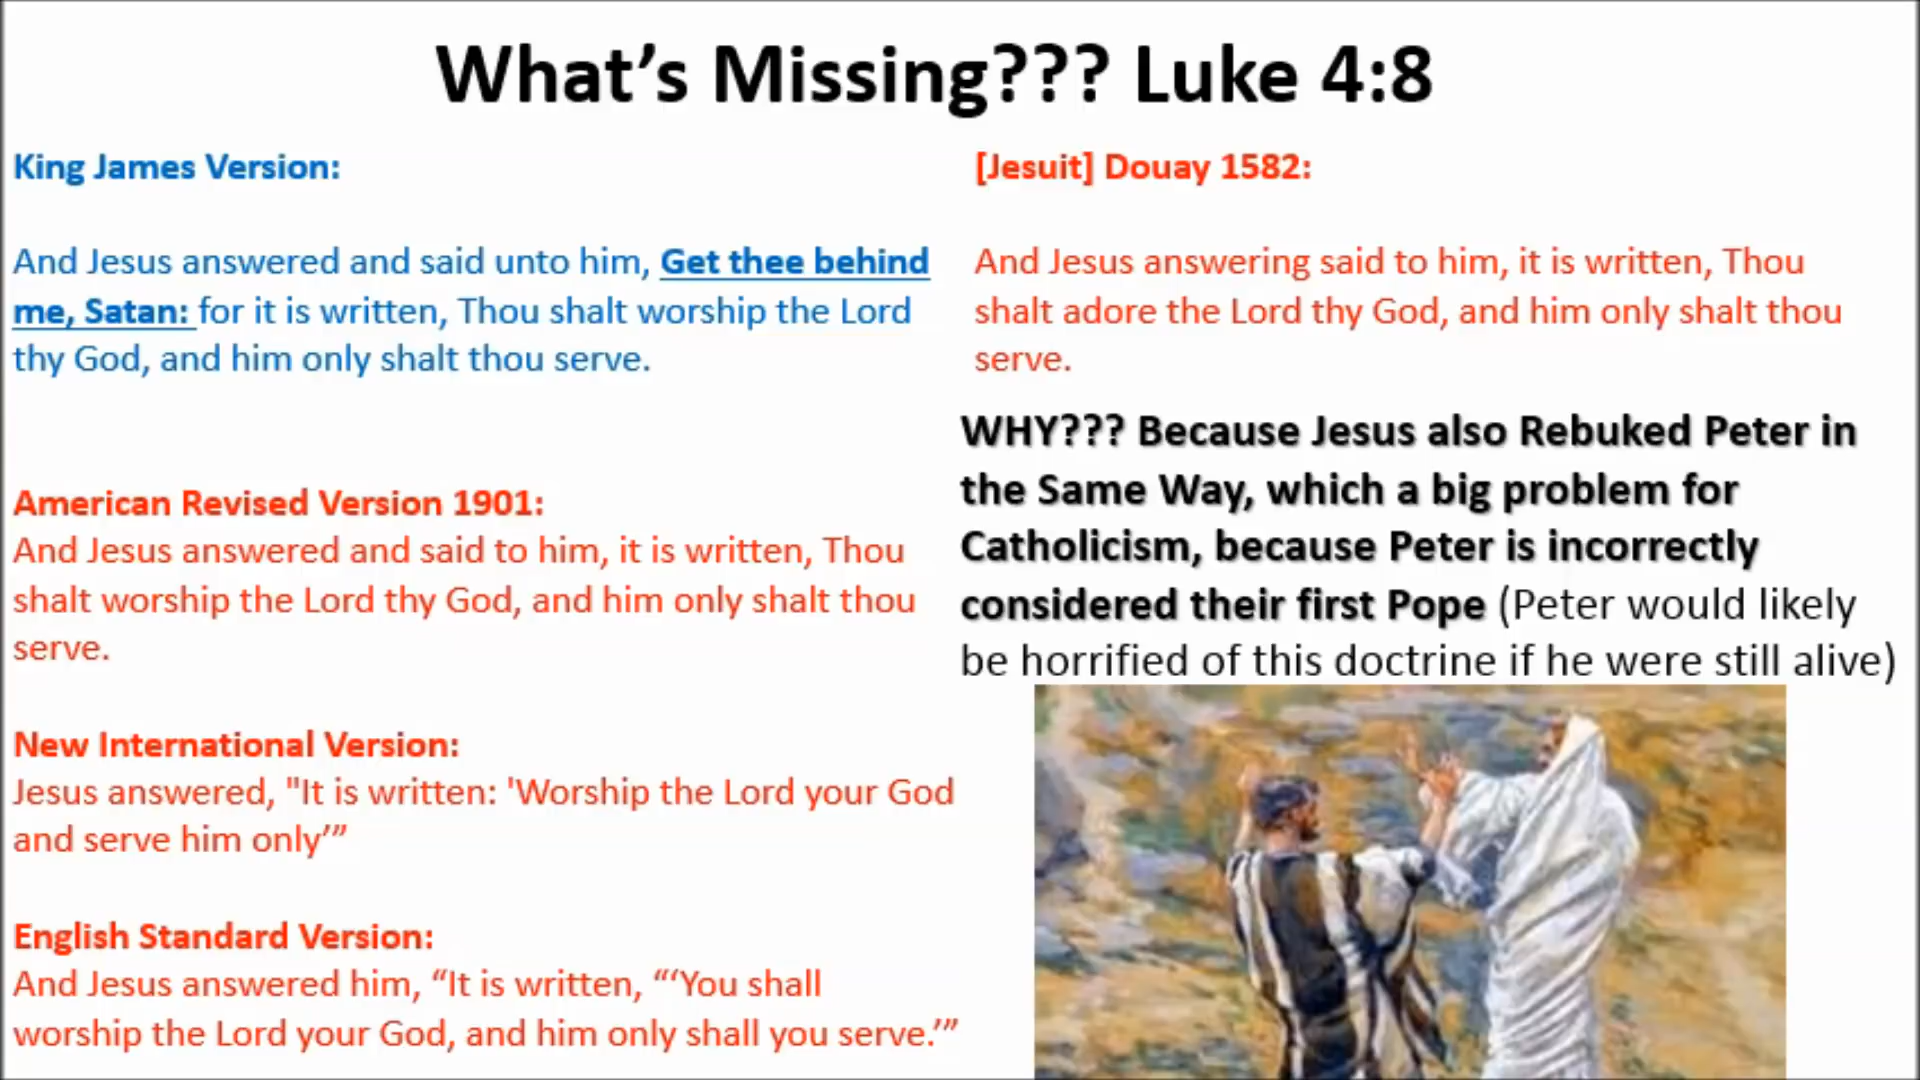 What’s Missing??? Luke 4:8
King James Version:
And Jesus answered and said unto him, Get thee behind
me, Satan: for it is written, Thou shalt worship the Lord
thy God, and him only shalt thou serve.
American Revised Version 1901:
And Jesus answered and said to him, it is written, Thou
shalt worship the Lord thy God, and him only shalt thou
serve.
New International Version:
Jesus answered, "It is written: 'Worship the Lord your God
and serve him only’”
English Standard Version:
And Jesus answered him, “It is written, “‘You shall
worship the Lord your God, and him only shall you serve.’”
[Jesuit] Douay 1582:
And Jesus answering said to him, it is written, Thou
shalt adore the Lord thy God, and him only shalt thou
serve.
WHY??? Because Jesus also Rebuked Peter in
the Same Way, which a big problem for
Catholicism, because Peter is incorrectly
considered their first Pope (Peter would likely
be horrified of this doctrine if he were still alive)